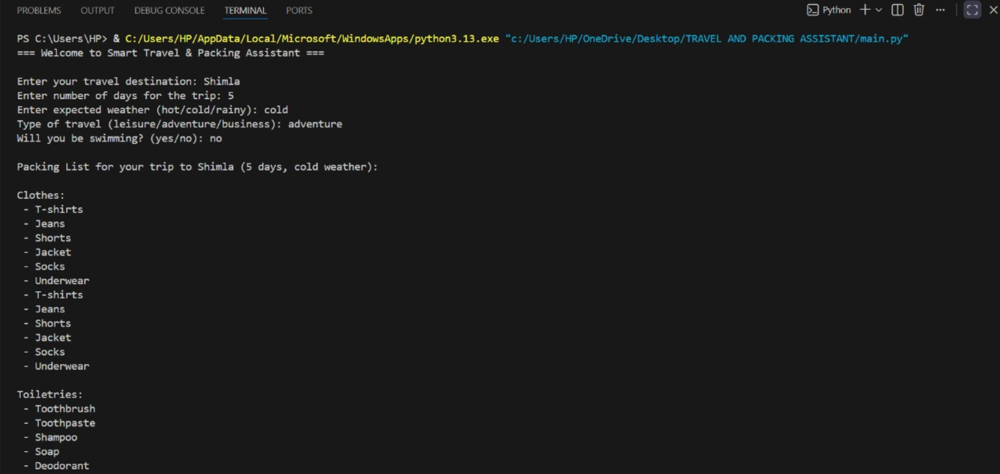 PROBLEMS OUTPUT DEBUG CONSOLE TERMINAL PORTS Python
PS C:\Users\HP> & C:/Users/HP/AppData/Local/Microsoft/WindowsApps/python3.13.exe "c:/Users/HP/OneDrive/Desktop/TRAVEL AND PACKING ASSISTANT/main.py"
=== Welcome to Smart Travel & Packing Assistant ===
Enter your travel destination: Shimla
Enter number of days for the trip: 5
Enter expected weather (hot/cold/rainy): cold
Type of travel (leisure/adventure/business): adventure
Will you be swimming? (yes/no): no
Packing List for your trip to Shimla (5 days, cold weather):
Clothes:
- T-shirts
- Jeans
- Shorts
- Jacket
- Socks
- Underwear
- T-shirts
- Jeans
- Shorts
- Jacket
- Socks
- Underwear
Toiletries:
- Toothbrush
- Toothpaste
- Shampoo
- Soap
- Deodorant